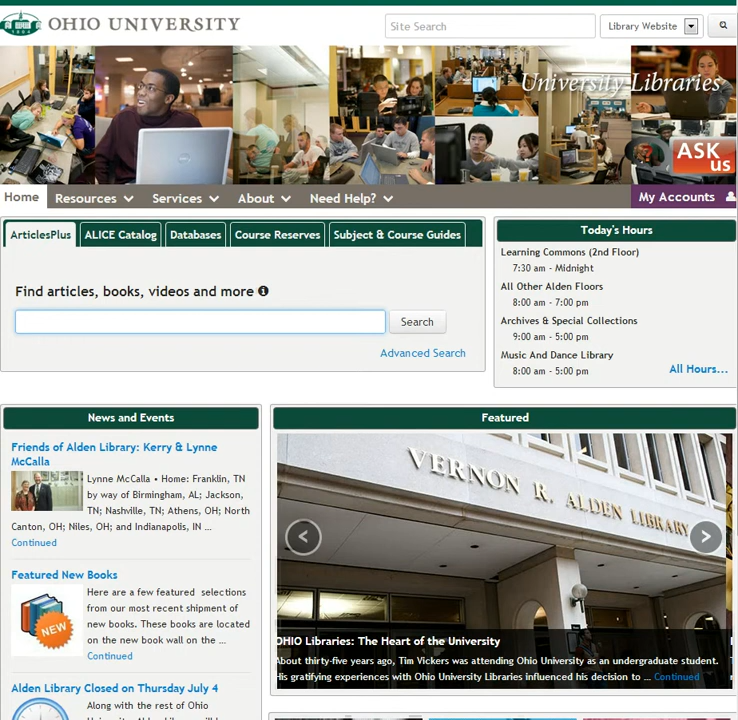 OHIO UNIVERSITY
1804
Site Search
Library Website
University Libraries
ASK
us
Home
Resources
Services
About
Need Help?
My Accounts
ArticlesPlus
ALICE Catalog
Databases
Course Reserves
Subject & Course Guides
Find articles, books, videos and more
Search
Advanced Search
Today's Hours
Learning Commons (2nd Floor)
7:30 am - Midnight
All Other Alden Floors
8:00 am - 7:00 pm
Archives & Special Collections
9:00 am - 5:00 pm
Music And Dance Library
8:00 am - 5:00 pm
All Hours...
News and Events
Friends of Alden Library: Kerry & Lynne
McCalla
Lynne McCalla • Home: Franklin, TN
by way of Birmingham, AL; Jackson,
TN; Nashville, TN; Athens, OH; North
Canton, OH; Niles, OH; and Indianapolis, IN ...
Continued
Featured New Books
NEW
Here are a few featured selections
from our most recent shipment of
new books. These books are located
on the new book wall on the ...
Continued
Alden Library Closed on Thursday July 4
Along with the rest of Ohio
Featured
VERNON R. ALDEN LIBRARY
OHIO Libraries: The Heart of the University
About thirty-five years ago, Tim Vickers was attending Ohio University as an undergraduate student.
His gratifying experiences with Ohio University Libraries influenced his decision to ... Continued